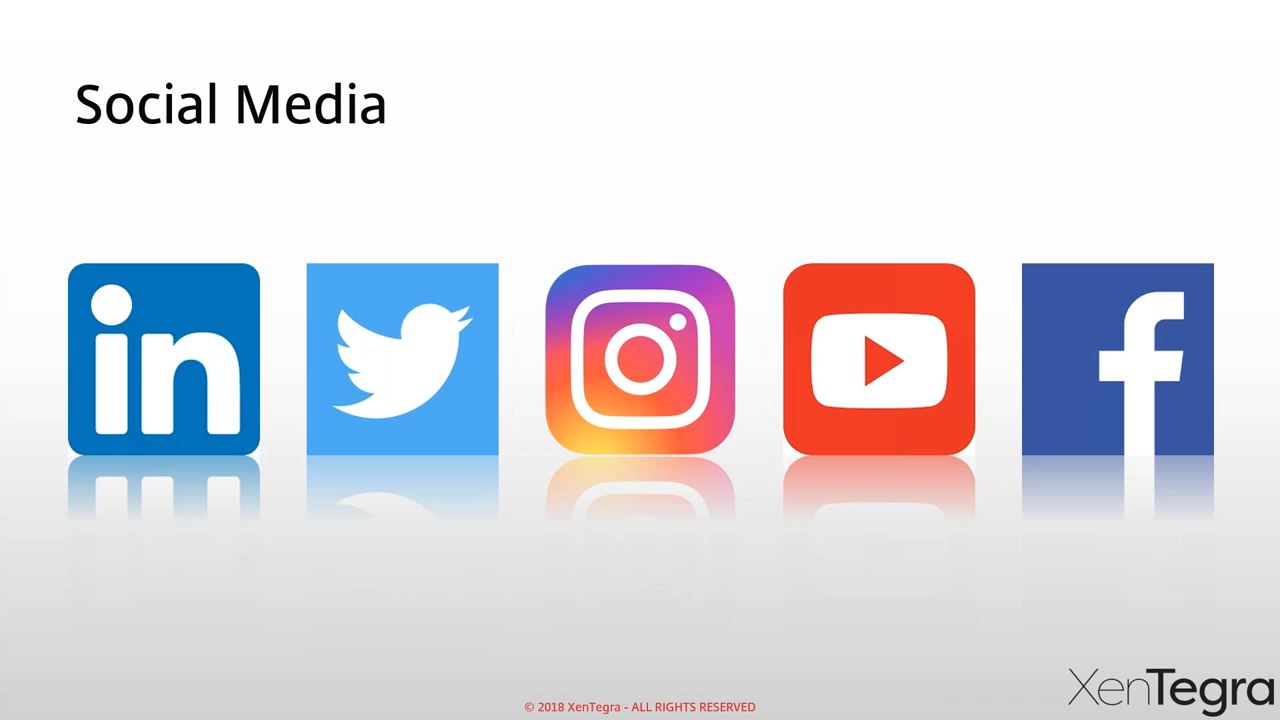 Social Media
in
f
XenTegra
© 2018 XenTegra - ALL RIGHTS RESERVED